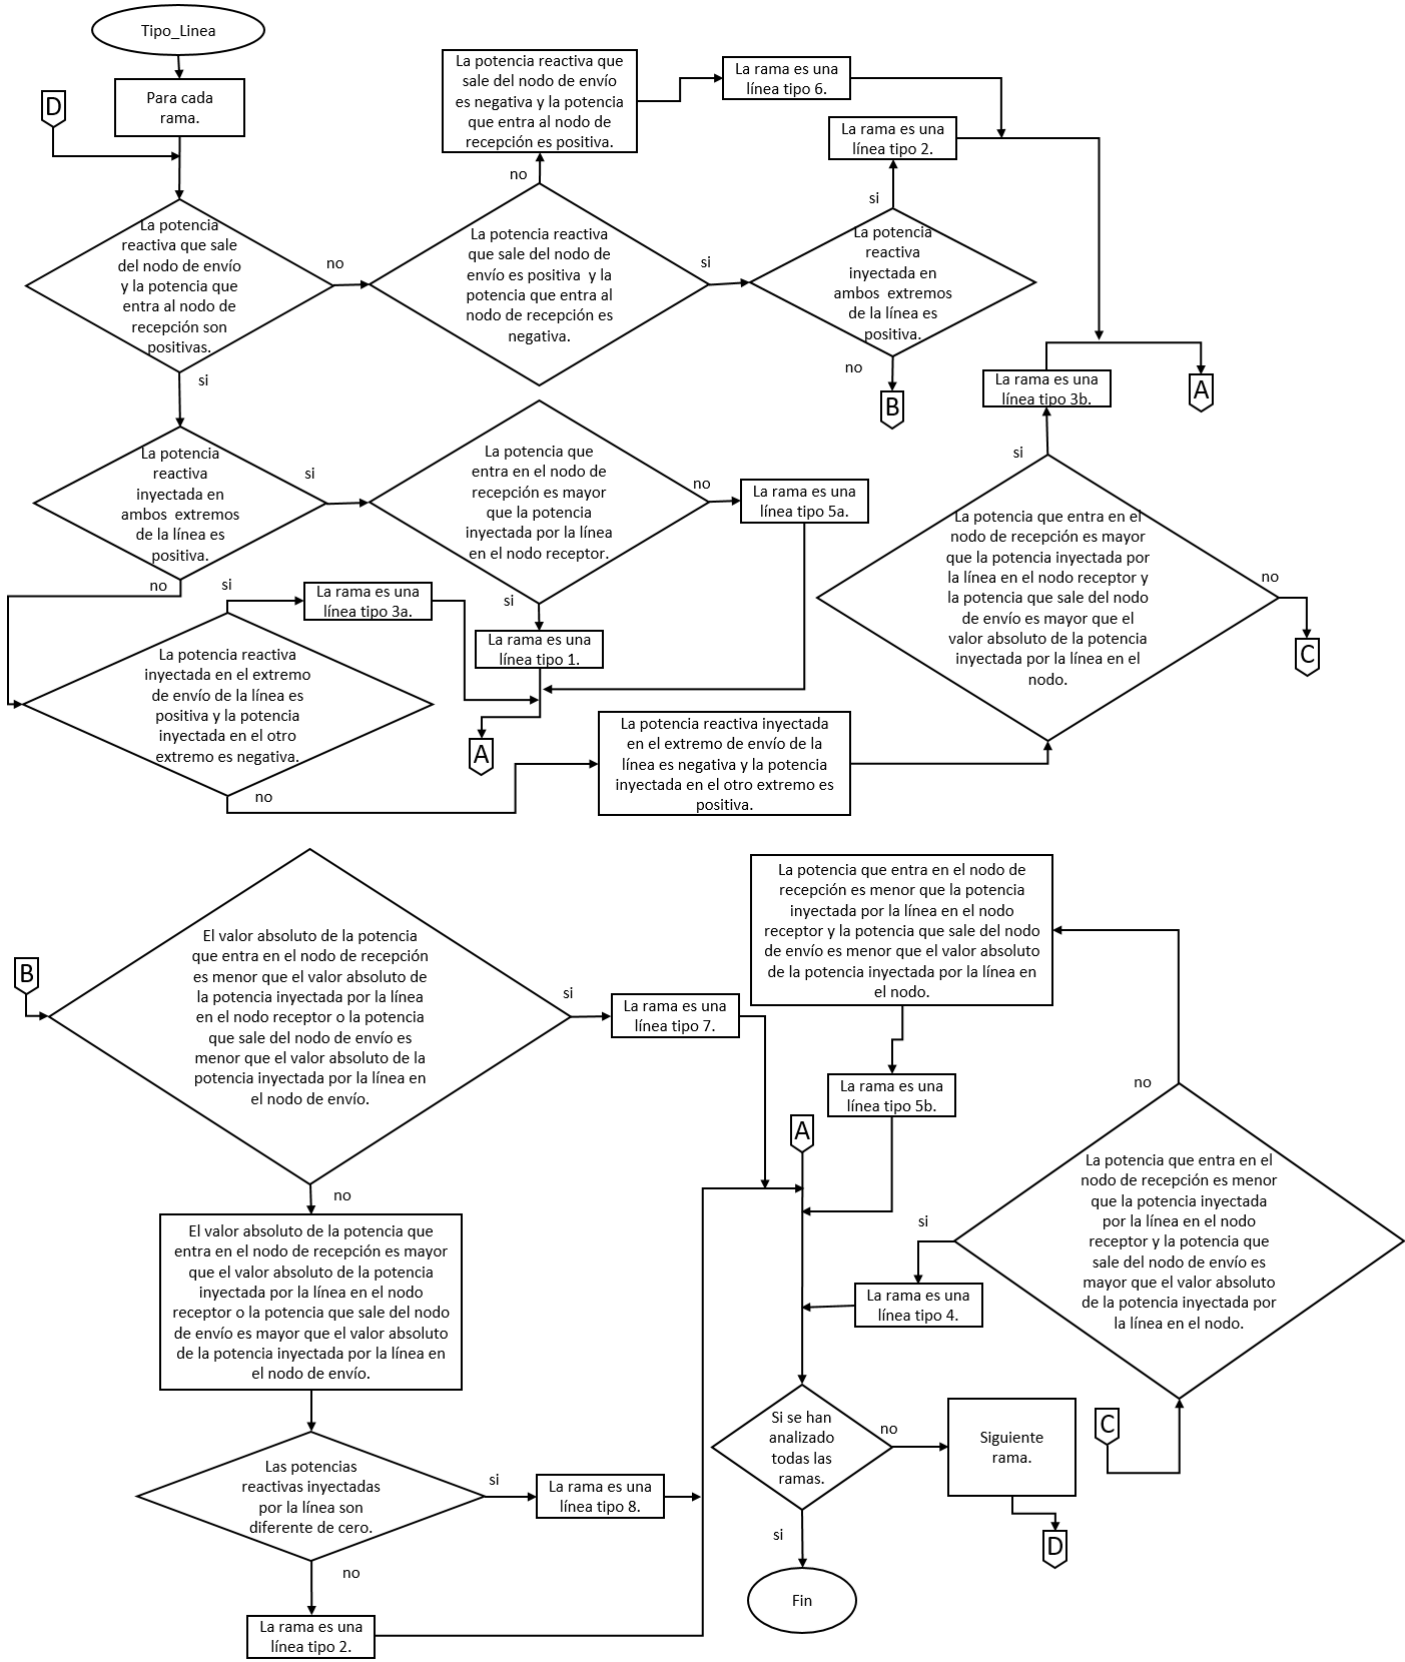 Tipo_Linea
Para cada
rama.
D
La potencia
reactiva que sale
del nodo de envío
y la potencia que
entra al nodo de
recepción son
positivas.
no
si
La potencia reactiva que
sale del nodo de envío
es negativa y la potencia
que entra al nodo de
recepción es positiva.
La rama es una
línea tipo 6.
no
La potencia reactiva
que sale del nodo de
envío es positiva y la
potencia que entra al
nodo de recepción es
negativa.
si
La rama es una
línea tipo 2.
si
La potencia
reactiva
inyectada en
ambos extremos
de la línea es
positiva.
no
B
La rama es una
línea tipo 3b.
A
si
La potencia
reactiva
inyectada en
ambos extremos
de la línea es
positiva.
si
no
La potencia que
entra en el nodo de
recepción es mayor
que la potencia
inyectada por la línea
en el nodo receptor.
no
La rama es una
línea tipo 5a.
si
La rama es una
línea tipo 1.
A
La potencia que entra en el
nodo de recepción es mayor
que la potencia inyectada por
la línea en el nodo receptor y
la potencia que sale del nodo
de envío es mayor que el
valor absoluto de la potencia
inyectada por la línea en el
nodo.
no
C
si
La rama es una
línea tipo 3a.
La potencia reactiva
inyectada en el extremo
de envío de la línea es
positiva y la potencia
inyectada en el otro
extremo es negativa.
no
La potencia reactiva inyectada
en el extremo de envío de la
línea es negativa y la potencia
inyectada en el otro extremo es
positiva.
B
El valor absoluto de la potencia
que entra en el nodo de recepción
es menor que el valor absoluto de
la potencia inyectada por la línea
en el nodo receptor o la potencia
que sale del nodo de envío es
menor que el valor absoluto de la
potencia inyectada por la línea en
el nodo de envío.
si
La rama es una
línea tipo 7.
no
El valor absoluto de la potencia que
entra en el nodo de recepción es mayor
que el valor absoluto de la potencia
inyectada por la línea en el nodo
receptor o la potencia que sale del nodo
de envío es mayor que el valor absoluto
de la potencia inyectada por la línea en
el nodo de envío.
Las potencias
reactivas inyectadas
por la línea son
diferente de cero.
si
La rama es una
línea tipo 8.
no
La rama es una
línea tipo 2.
La potencia que entra en el nodo de
recepción es menor que la potencia
inyectada por la línea en el nodo
receptor y la potencia que sale del nodo
de envío es menor que el valor absoluto
de la potencia inyectada por la línea en
el nodo.
La rama es una
línea tipo 5b.
A
no
La potencia que entra en el
nodo de recepción es menor
que la potencia inyectada
por la línea en el nodo
receptor y la potencia que
sale del nodo de envío es
mayor que el valor absoluto
de la potencia inyectada por
la línea en el nodo.
si
La rama es una
línea tipo 4.
C
Si se han
analizado
todas las
ramas.
no
Siguiente
rama.
D
si
Fin